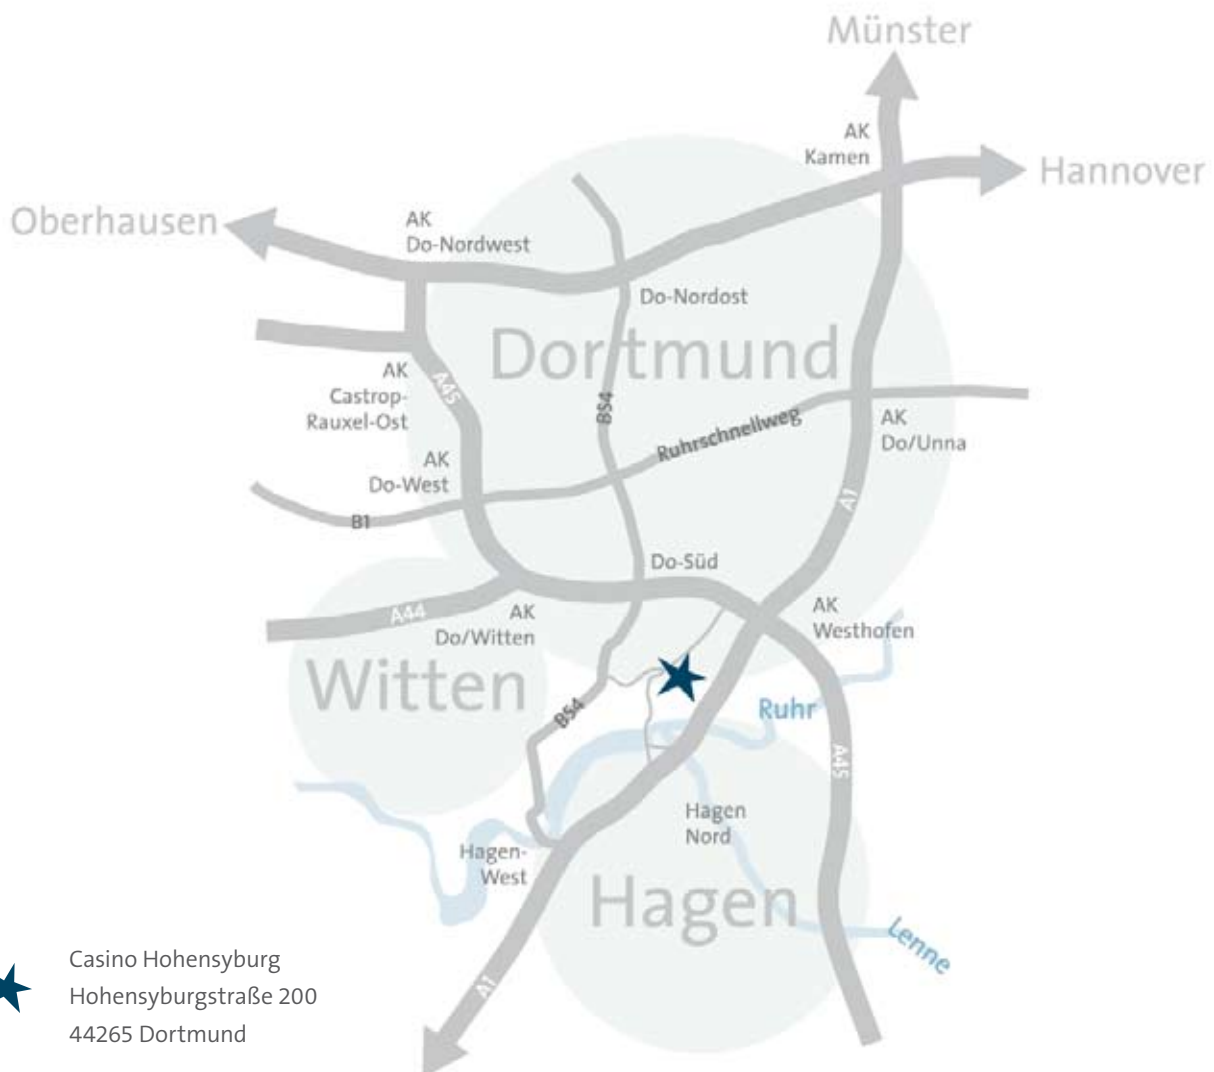 Münster
AK
Kamen
Hannover
Oberhausen
AK
Do-Nordwest
Do-Nordost
Dortmund
AK
Castrop-
Rauxel-Ost
A45
B54
Ruhrschnellweg
AK
Do/Unna
AK
Do-West
A1
B1
Do-Süd
A44
AK
Do/Witten
AK
Westhofen
Witten
B54
Ruhr
A45
Hagen
Nord
Hagen-
West
Hagen
Lenne
A1
Casino Hohensyburg
Hohensyburgstraße 200
44265 Dortmund